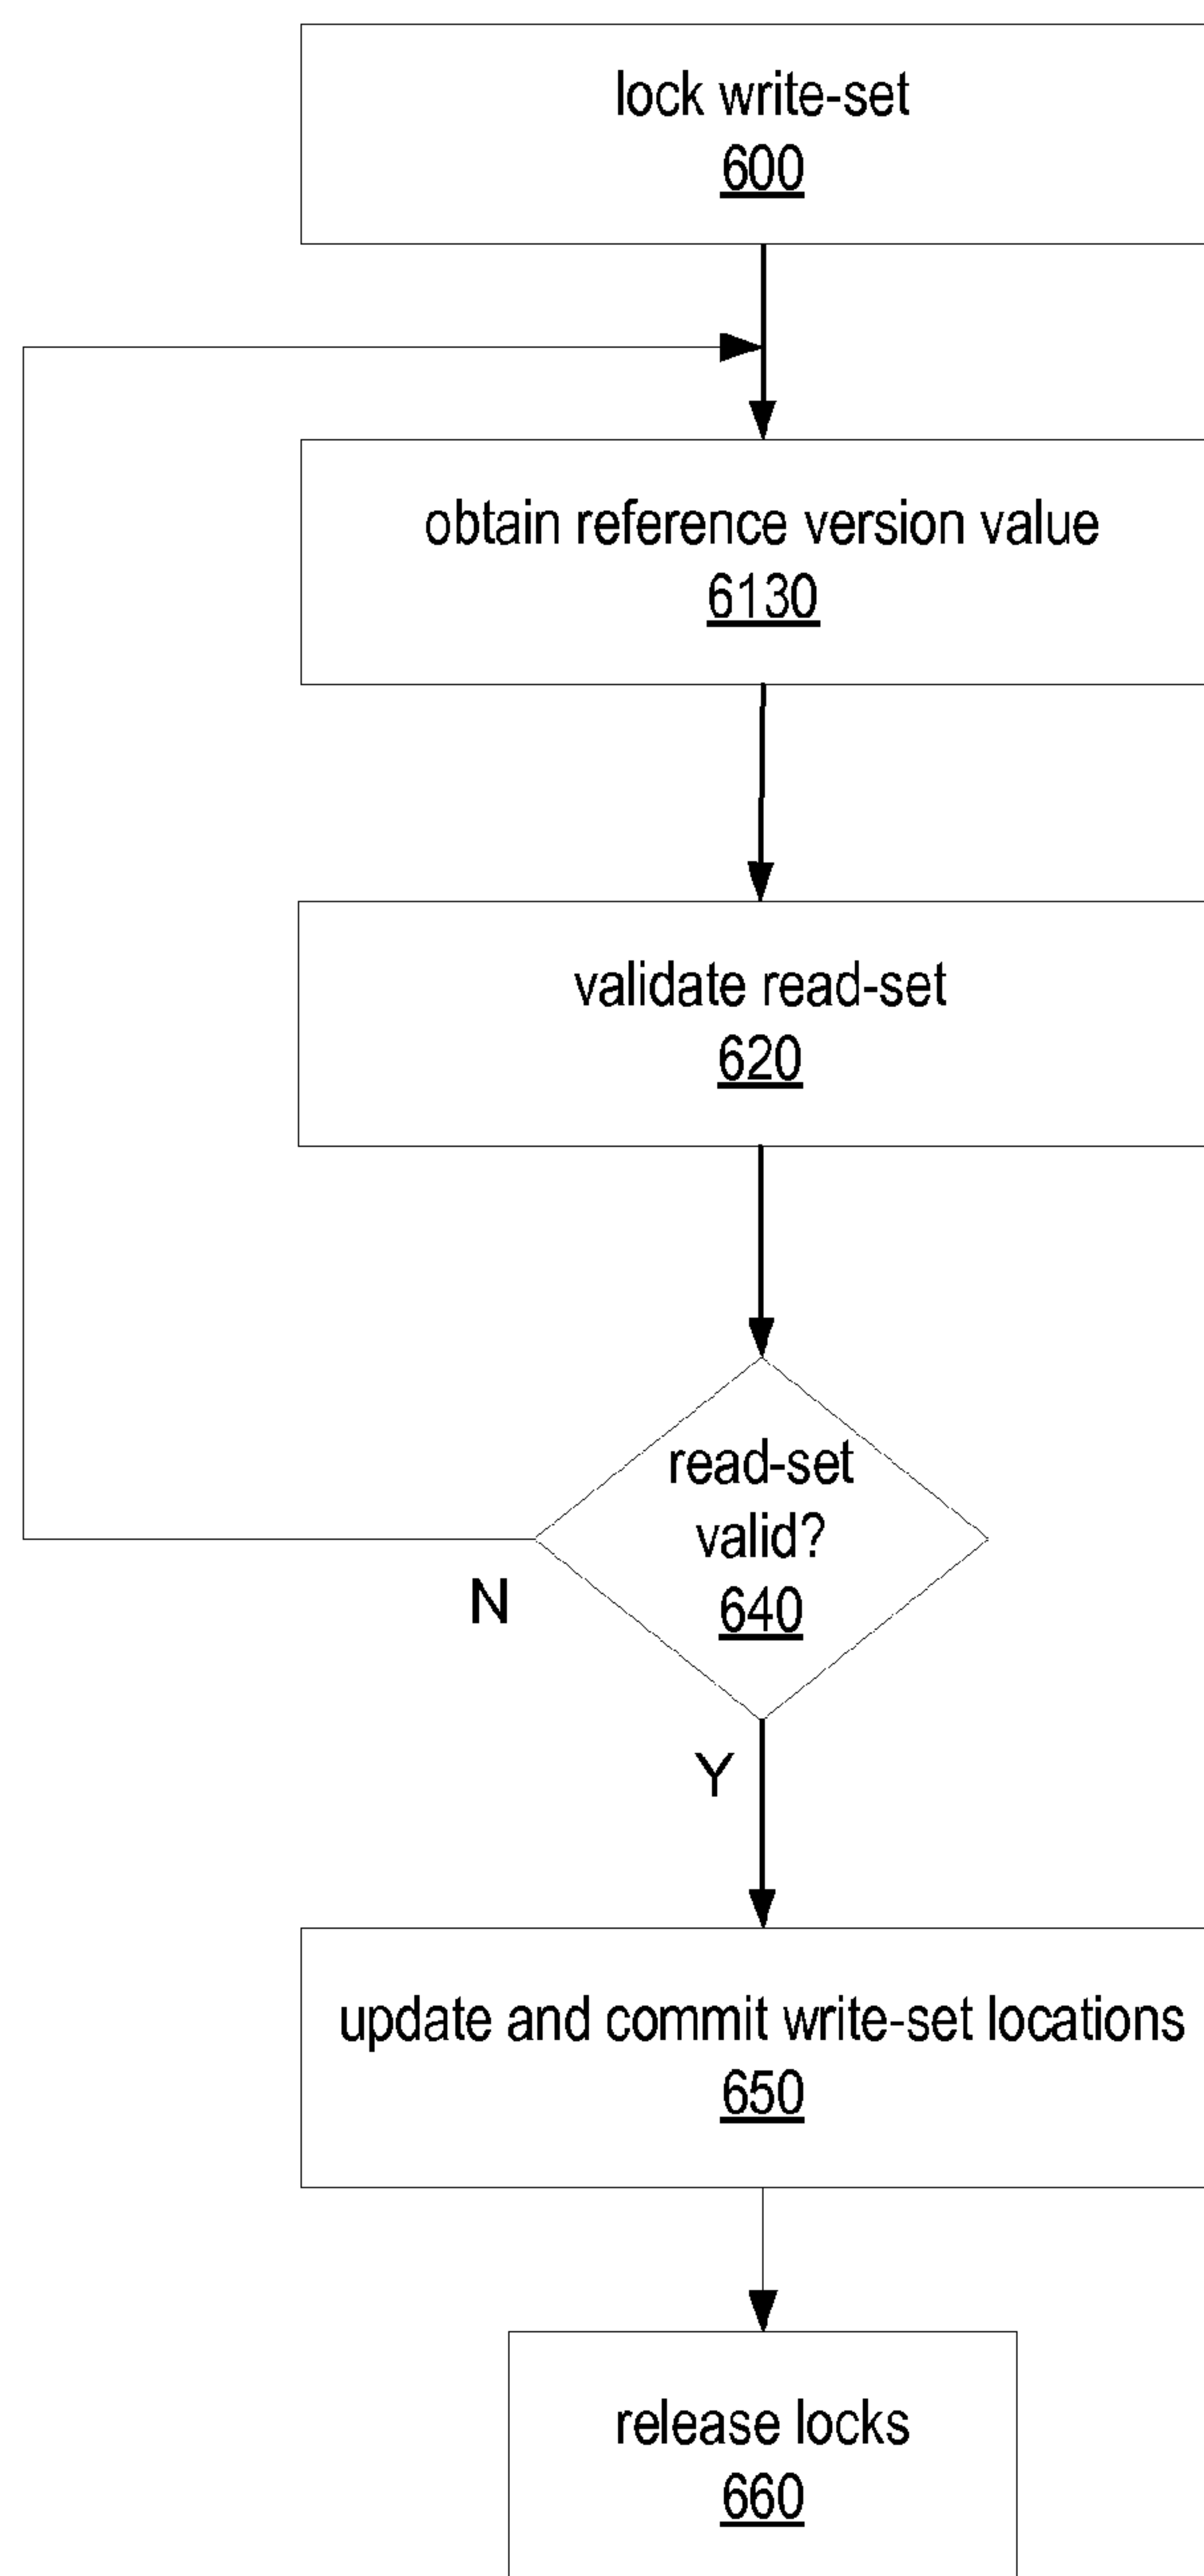 lock write-set
600
obtain reference version value
6130
validate read-set
620
read-set
valid?
640
N
Y
update and commit write-set locations
650
release locks
660